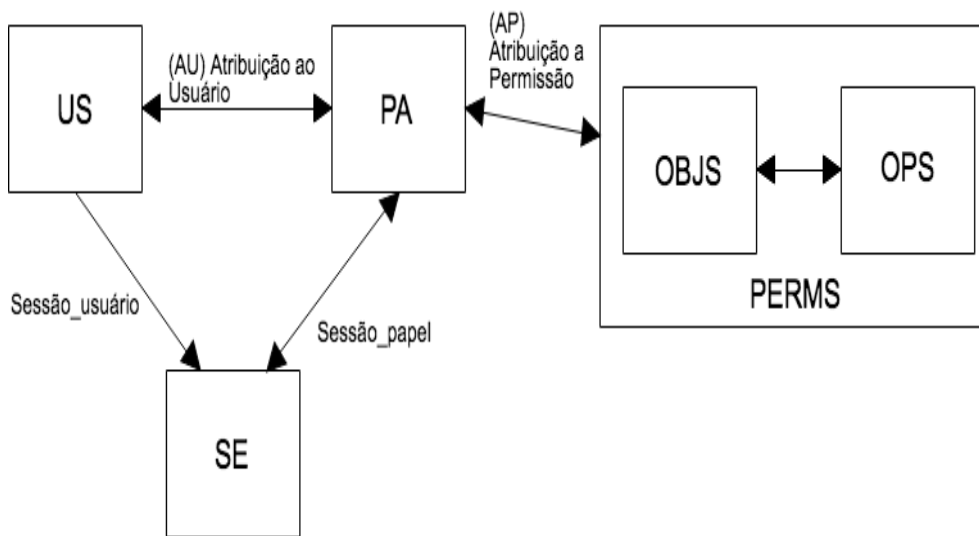 US
(AU) Atribuição ao
Usuário
PA
(AP)
Atribuição a
Permissão
OBJS
OPS
PERMS
Sessão_usuário
Sessão_papel
SE